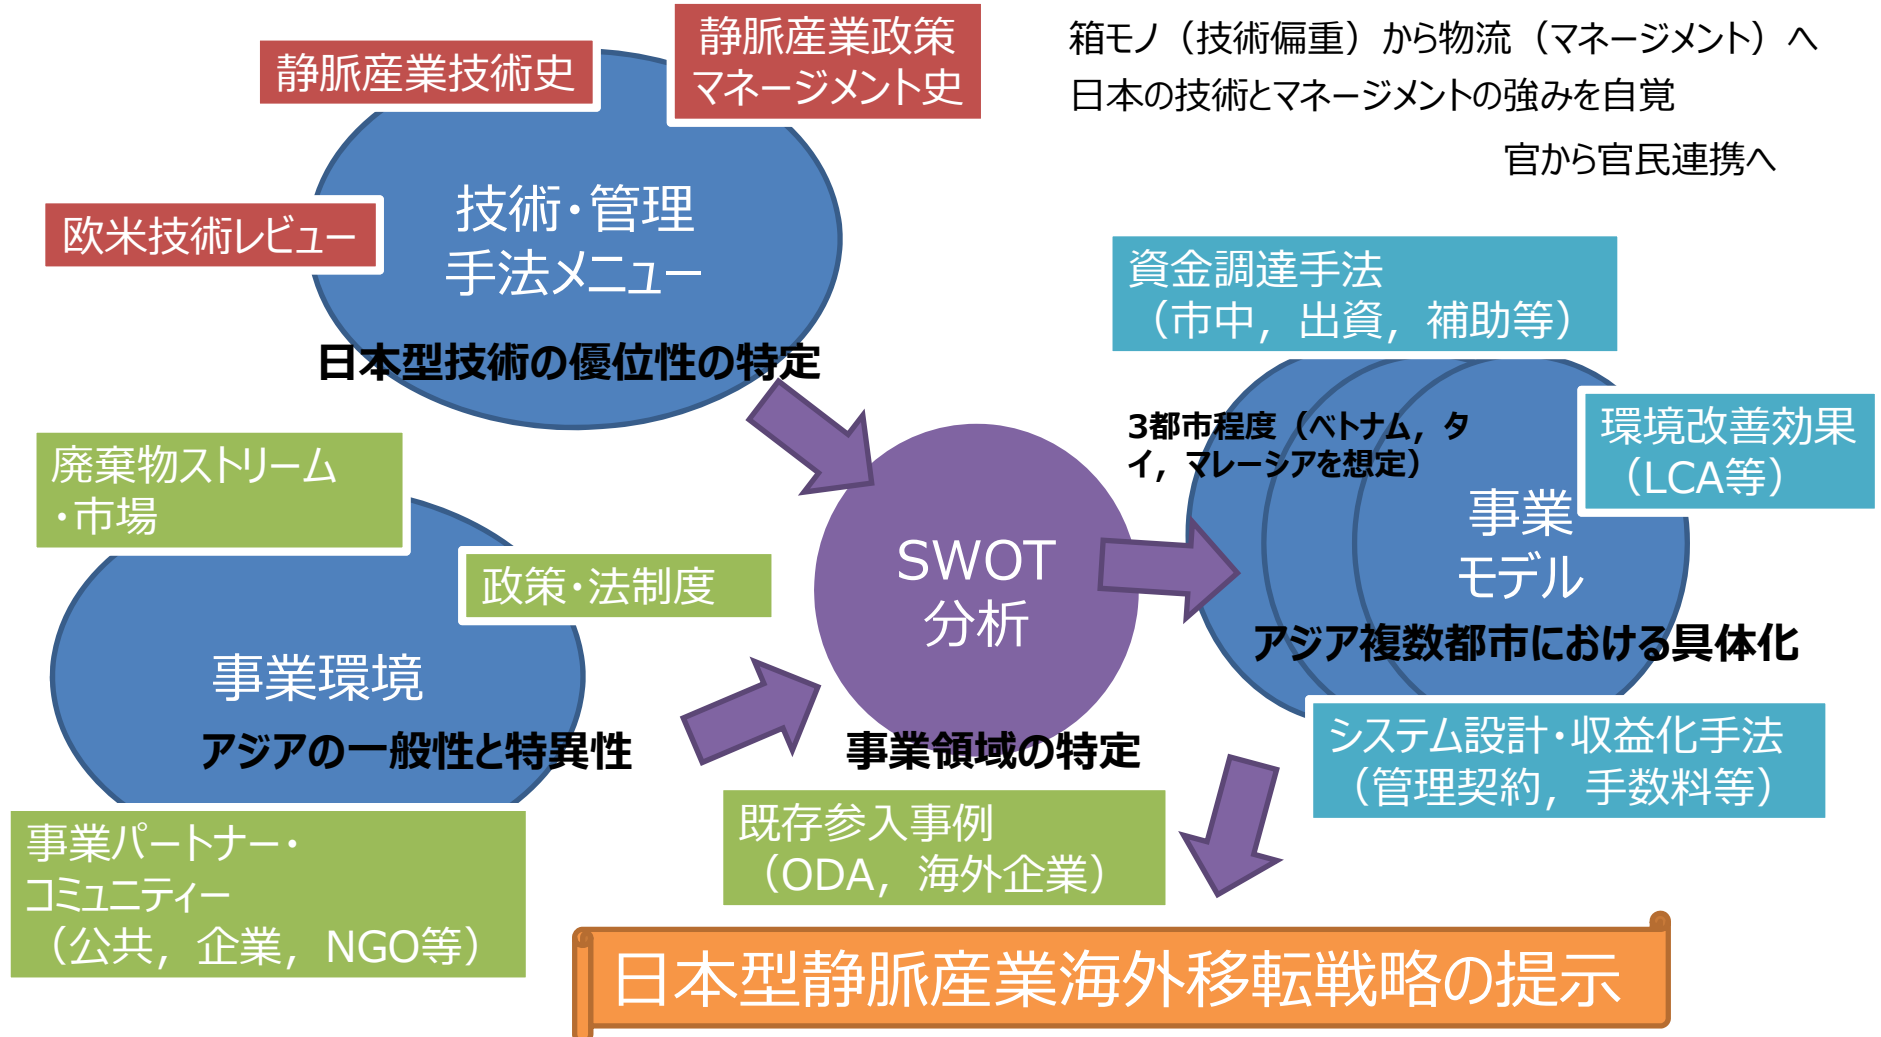 静脈産業技術史
静脈産業政策
マネージメント史
箱モノ（技術偏重）から物流（マネージメント）へ
日本の技術とマネージメントの強みを自覚
官から官民連携へ
欧米技術レビュー
技術・管理
手法メニュー
日本型技術の優位性の特定
資金調達手法
（市中，出資，補助等）
3都市程度（ベトナム，タ
イ，マレーシアを想定）
環境改善効果
（LCA等）
廃棄物ストリーム
・市場
政策・法制度
SWOT
分析
事業
モデル
アジア複数都市における具体化
事業環境
アジアの一般性と特異性
事業領域の特定
システム設計・収益化手法
（管理契約，手数料等）
事業パートナー・
コミュニティー
（公共，企業，NGO等）
既存参入事例
（ODA，海外企業）
日本型静脈産業海外移転戦略の提示